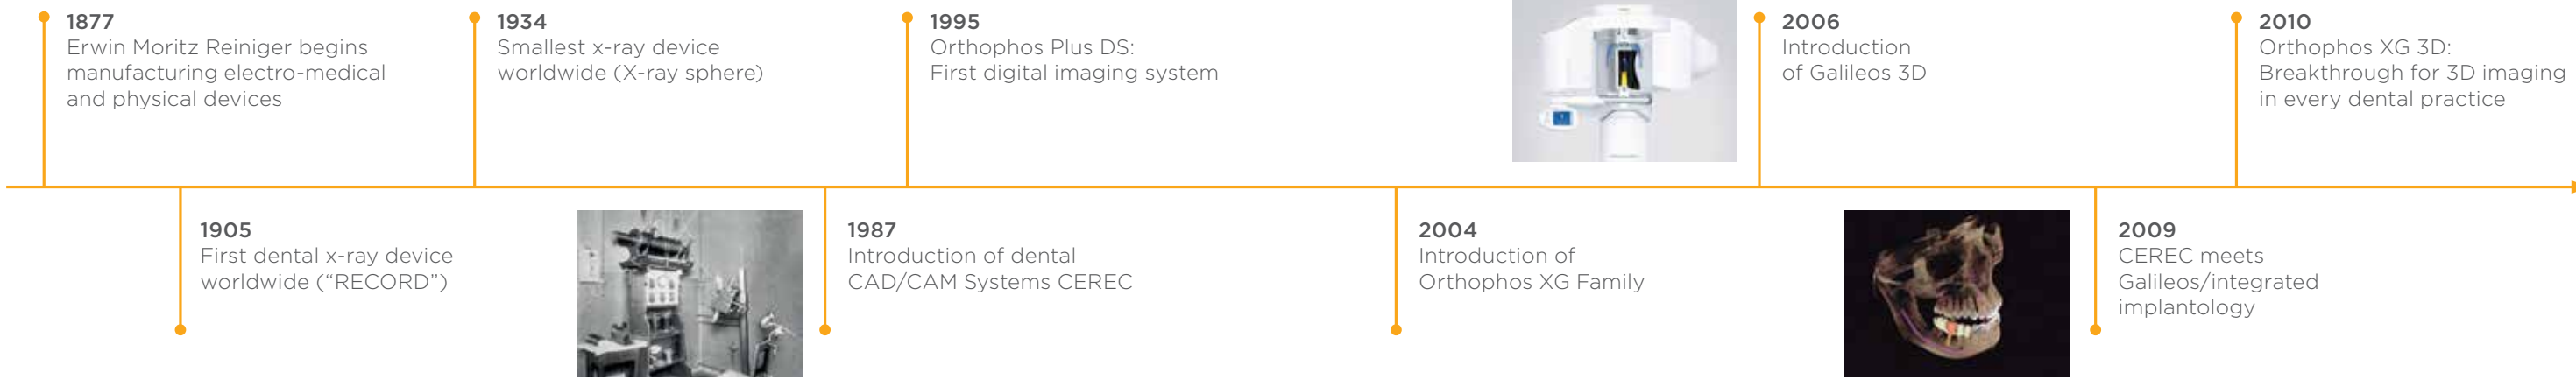 1877
Erwin Moritz Reiniger begins
manufacturing electro-medical
and physical devices
1905
First dental x-ray device
worldwide (“RECORD”)
1934
Smallest x-ray device
worldwide (X-ray sphere)
1987
Introduction of dental
CAD/CAM Systems CEREC
1995
Orthophos Plus DS:
First digital imaging system
2004
Introduction of
Orthophos XG Family
2006
Introduction
of Galileos 3D
2009
CEREC meets
Galileos/integrated
implantology
2010
Orthophos XG 3D:
Breakthrough for 3D imaging
in every dental practice